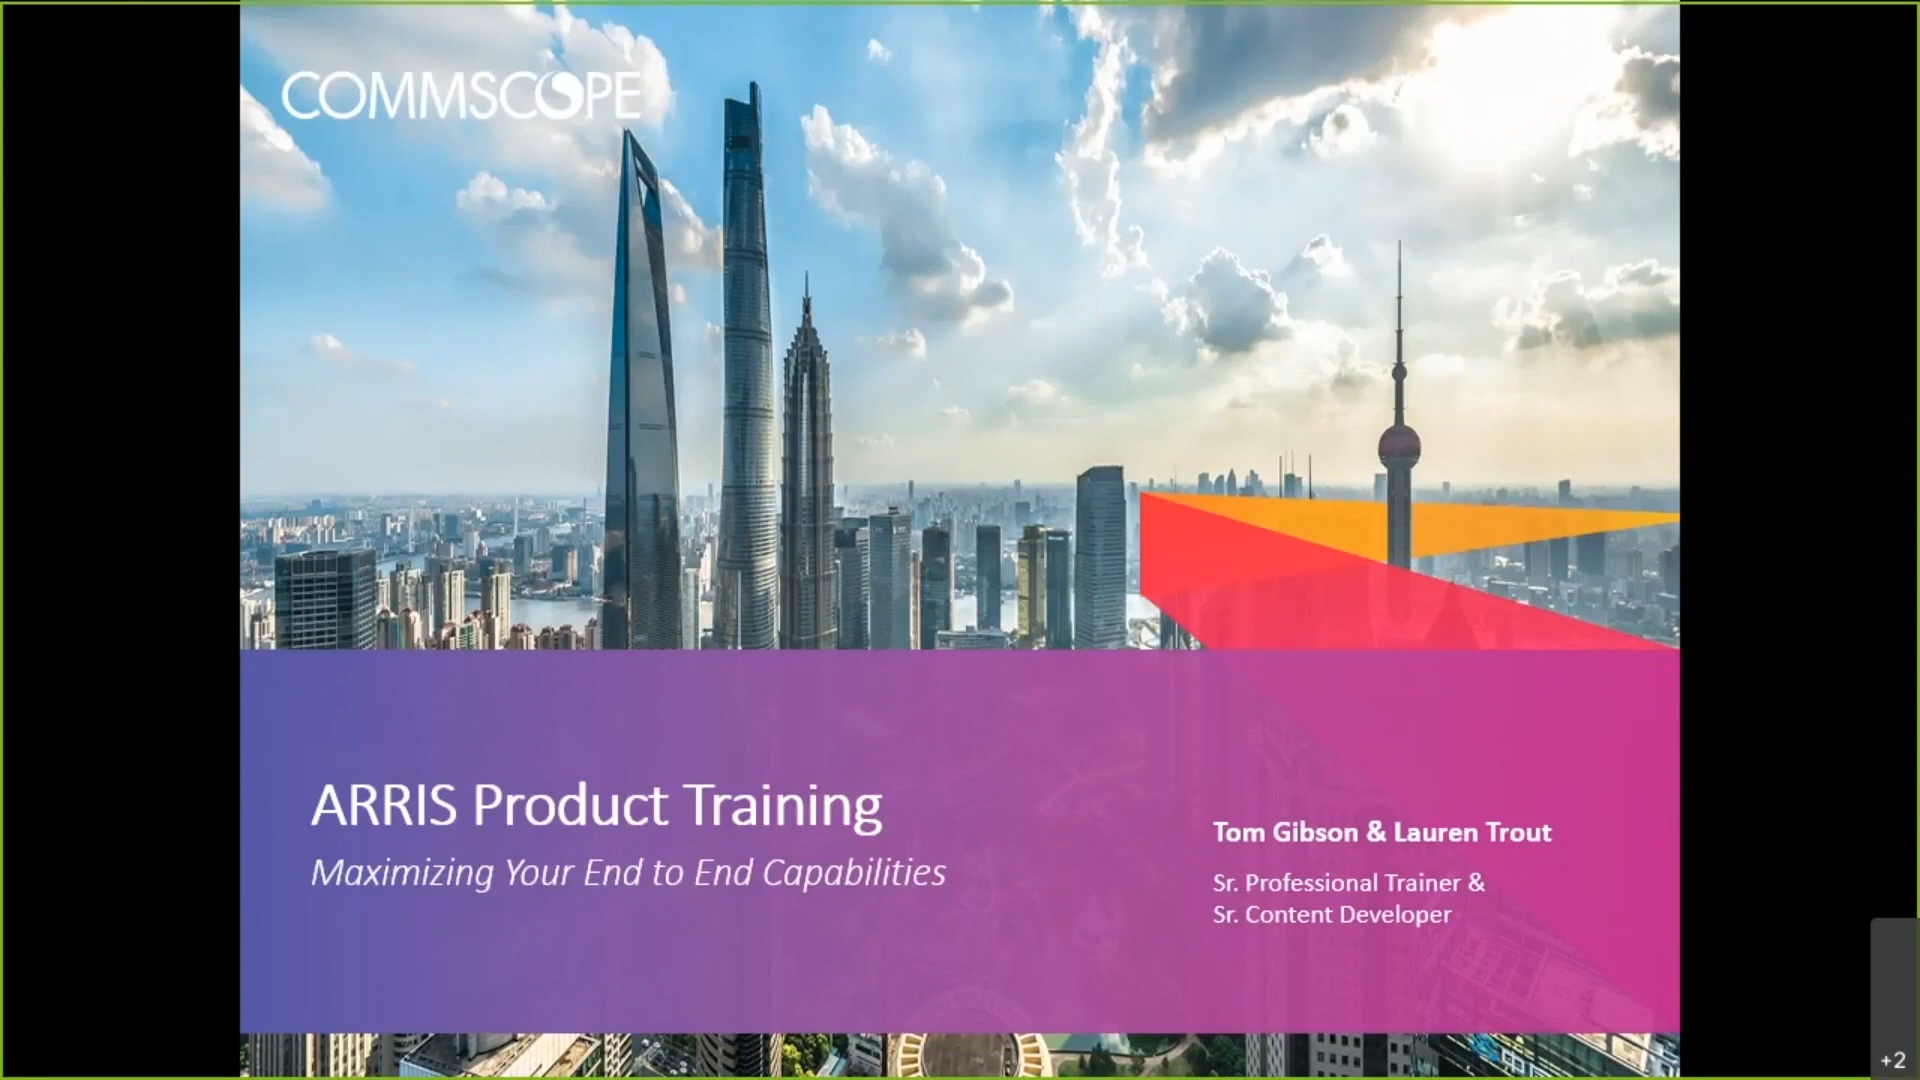 COMMSCOPE
ARRIS Product Training
Maximizing Your End to End Capabilities
Tom Gibson & Lauren Trout
Sr. Professional Trainer &
Sr. Content Developer
+2